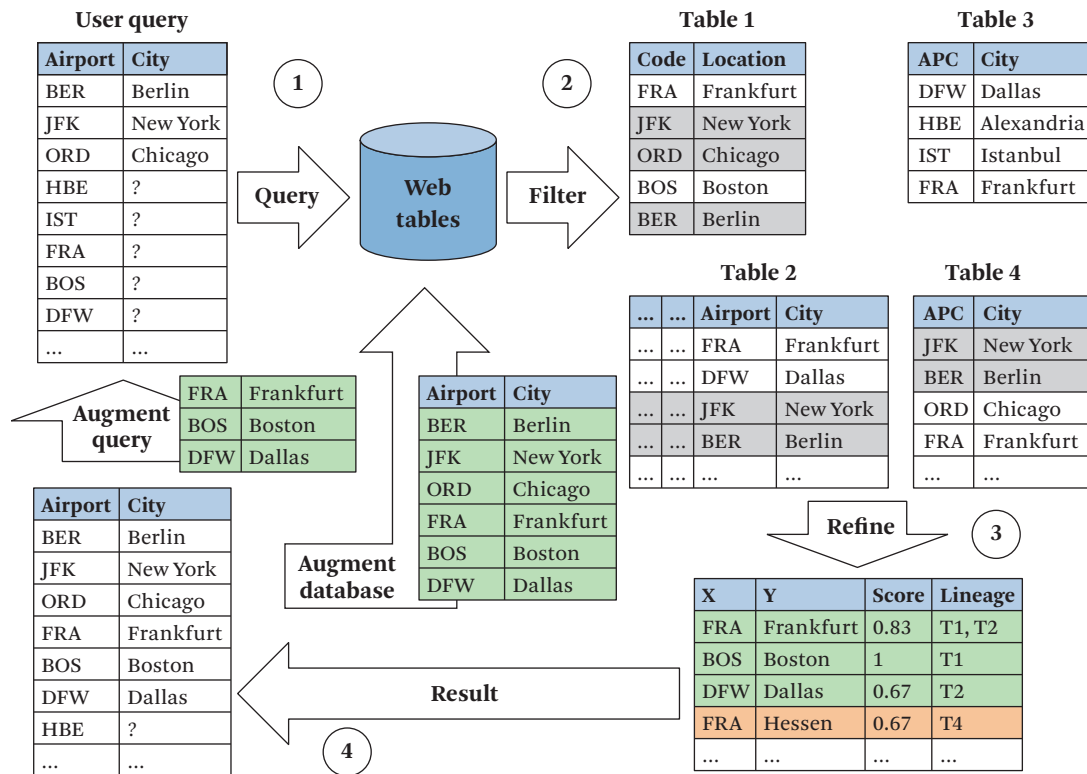 User query
Airport City
BER Berlin
JFK New York
ORD Chicago
HBE ?
IST ?
FRA ?
BOS ?
DFW ?
... ...
1
Query
Web
tables
2
Filter
Table 1
Code Location
FRA Frankfurt
JFK New York
ORD Chicago
BOS Boston
BER Berlin
Table 3
APC City
DFW Dallas
HBE Alexandria
IST Istanbul
FRA Frankfurt
Table 2
... ... Airport City
... ... FRA Frankfurt
... ... DFW Dallas
... ... JFK New York
... ... BER Berlin
... ... ... ...
Table 4
APC City
JFK New York
BER Berlin
ORD Chicago
FRA Frankfurt
... ...
Augment
query
FRA Frankfurt
BOS Boston
DFW Dallas
Augment
database
Airport City
BER Berlin
JFK New York
ORD Chicago
FRA Frankfurt
BOS Boston
DFW Dallas
Refine
3
X Y Score Lineage
FRA Frankfurt 0.83 T1, T2
BOS Boston 1 T1
DFW Dallas 0.67 T2
FRA Hessen 0.67 T4
... ... ... ...
Result
4
Airport City
BER Berlin
JFK New York
ORD Chicago
FRA Frankfurt
BOS Boston
DFW Dallas
HBE ?
... ...